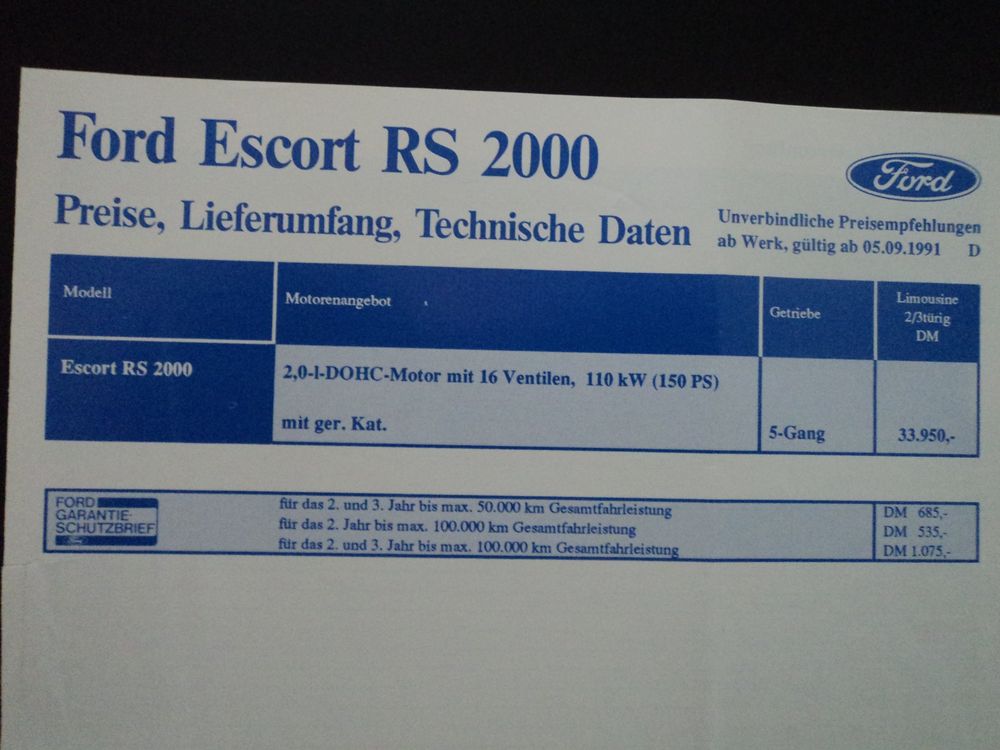 Ford Escort RS 2000
Ford
Preise, Lieferumfang, Technische Daten
Unverbindliche Preisempfehlungen
ab Werk, gültig ab 05.09.1991 D
Modell
Motorenangebot
Getriebe
Limousine
2/3türig
DM
Escort RS 2000
2,0-l-DOHC-Motor mit 16 Ventilen, 110 kW (150 PS)
mit ger. Kat.
5-Gang
33.950,-
FORD
GARANTIE-
SCHUTZBRIEF
für das 2. und 3. Jahr bis max. 50.000 km Gesamtfahrleistung DM 685,-
für das 2. Jahr bis max. 100.000 km Gesamtfahrleistung DM 535,-
für das 2. und 3. Jahr bis max. 100.000 km Gesamtfahrleistung DM 1.075,-